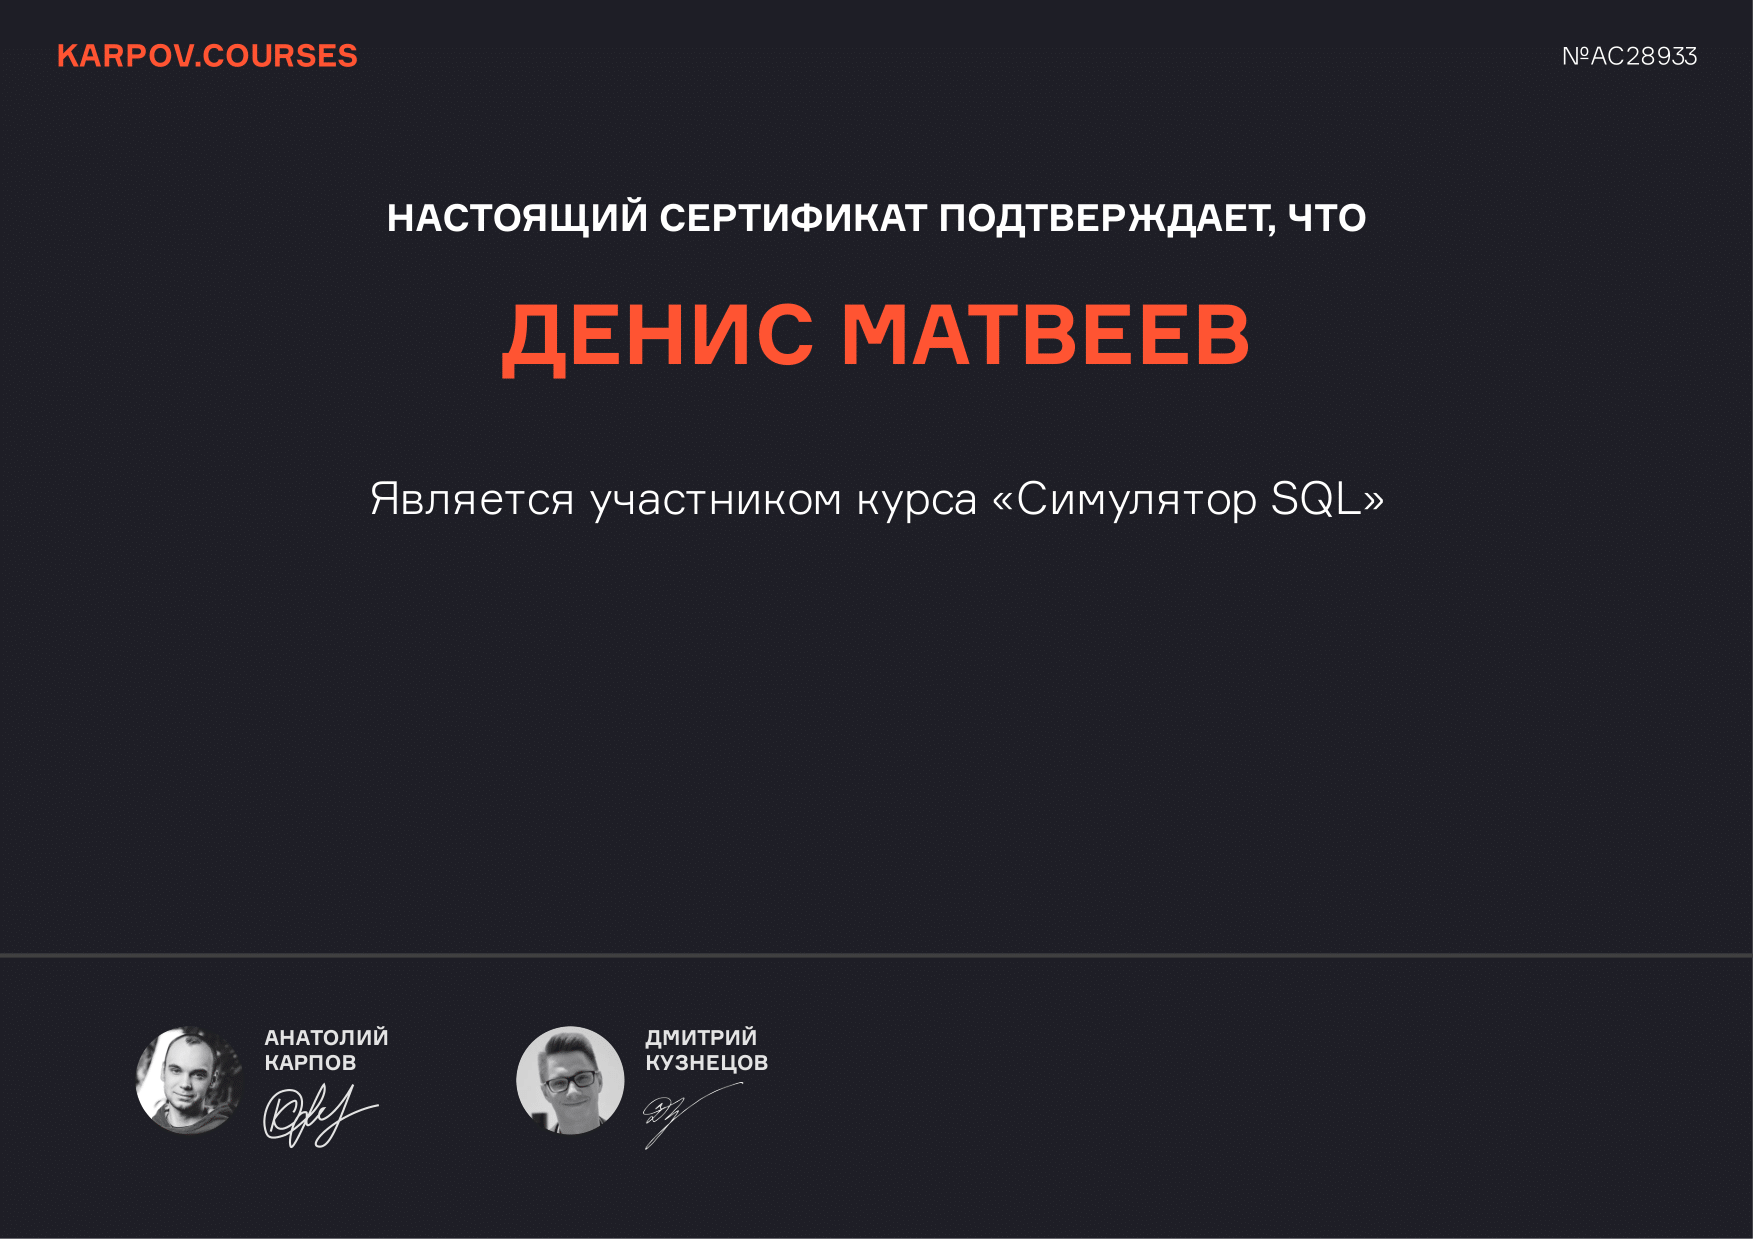 KARPOV.COURSES
№AC28933
НАСТОЯЩИЙ СЕРТИФИКАТ ПОДТВЕРЖДАЕТ, ЧТО
ДЕНИС МАТВЕЕВ
Является участником курса «Симулятор SQL»
АНАТОЛИЙ
КАРПОВ
ДМИТРИЙ
КУЗНЕЦОВ